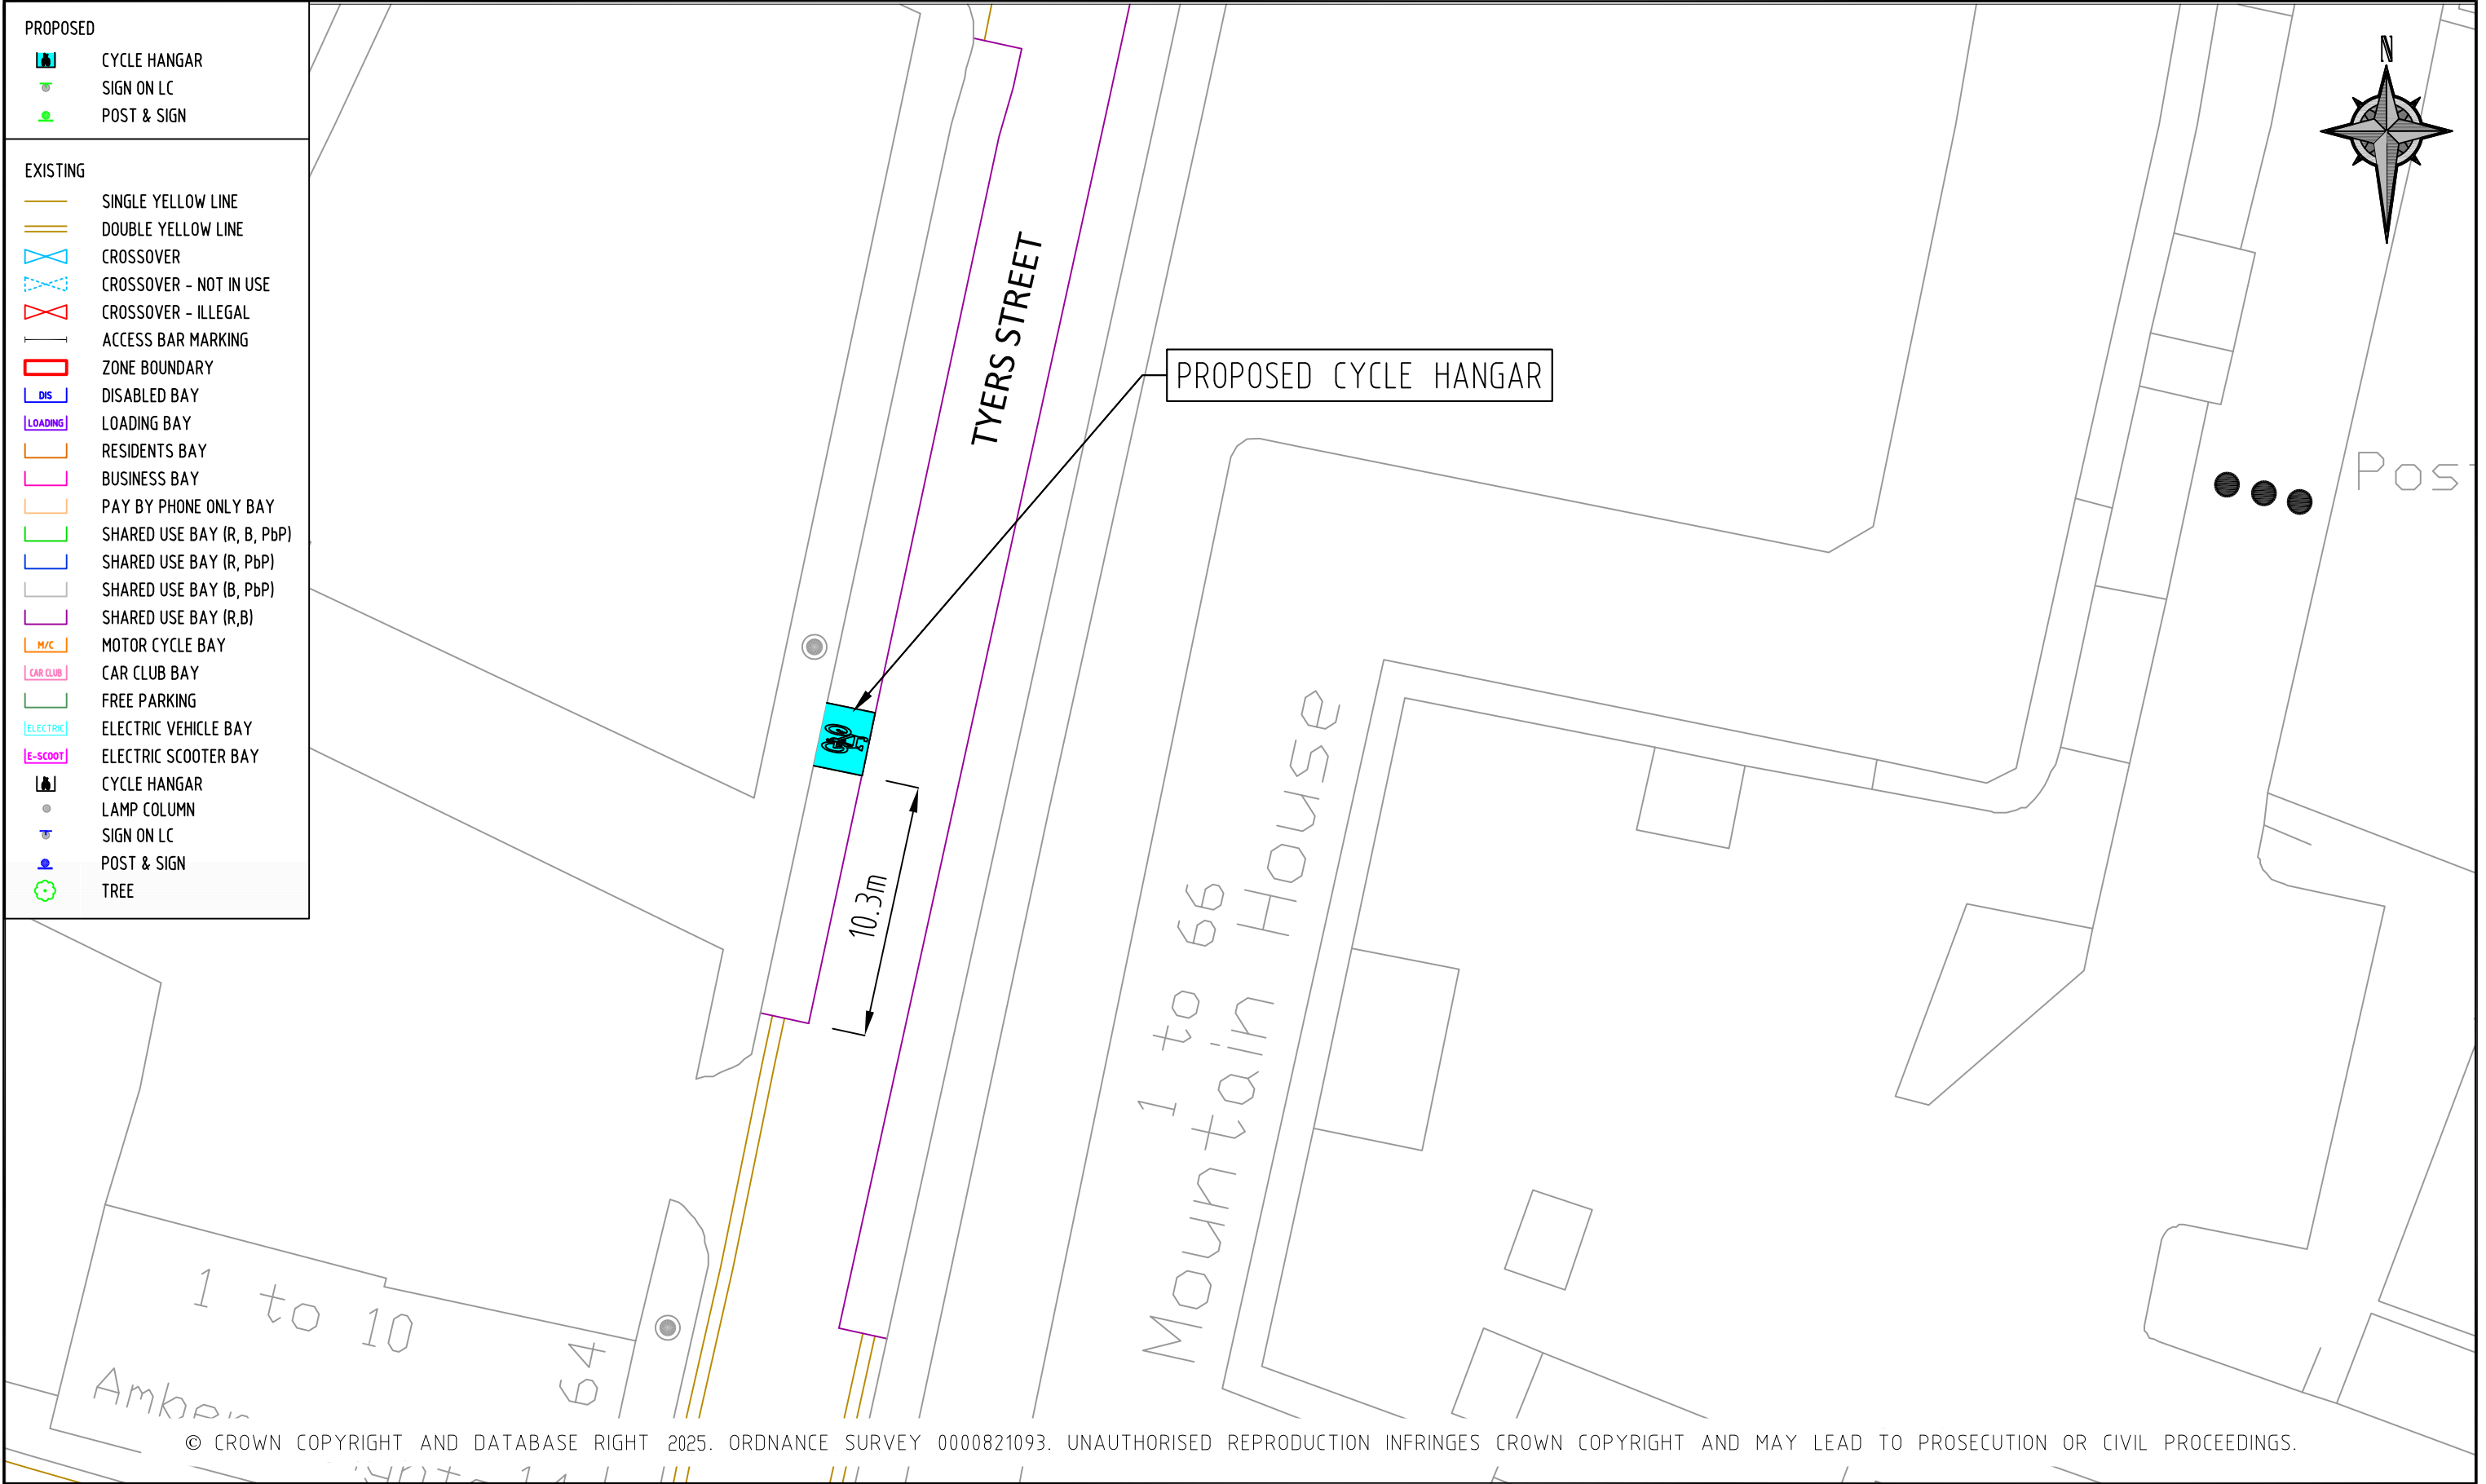 PROPOSED
CYCLE HANGAR
SIGN ON LC
POST & SIGN
EXISTING
SINGLE YELLOW LINE
DOUBLE YELLOW LINE
CROSSOVER
CROSSOVER - NOT IN USE
CROSSOVER - ILLEGAL
ACCESS BAR MARKING
ZONE BOUNDARY
DIS DISABLED BAY
LOADING LOADING BAY
RESIDENTS BAY
BUSINESS BAY
PAY BY PHONE ONLY BAY
SHARED USE BAY (R, B, PbP)
SHARED USE BAY (R, PbP)
SHARED USE BAY (B, PbP)
SHARED USE BAY (R,B)
M/C MOTOR CYCLE BAY
CAR CLUB CAR CLUB BAY
FREE PARKING
ELECTRIC ELECTRIC VEHICLE BAY
E-SCOOT ELECTRIC SCOOTER BAY
CYCLE HANGAR
LAMP COLUMN
SIGN ON LC
POST & SIGN
TREE
N
TYERS STREET
PROPOSED CYCLE HANGAR
Pos
10.3m
1 to 66
Mountain House
1 to 10
64
© CROWN COPYRIGHT AND DATABASE RIGHT 2025. ORDNANCE SURVEY 0000821093. UNAUTHORISED REPRODUCTION INFRINGES CROWN COPYRIGHT AND MAY LEAD TO PROSECUTION OR CIVIL PROCEEDINGS.